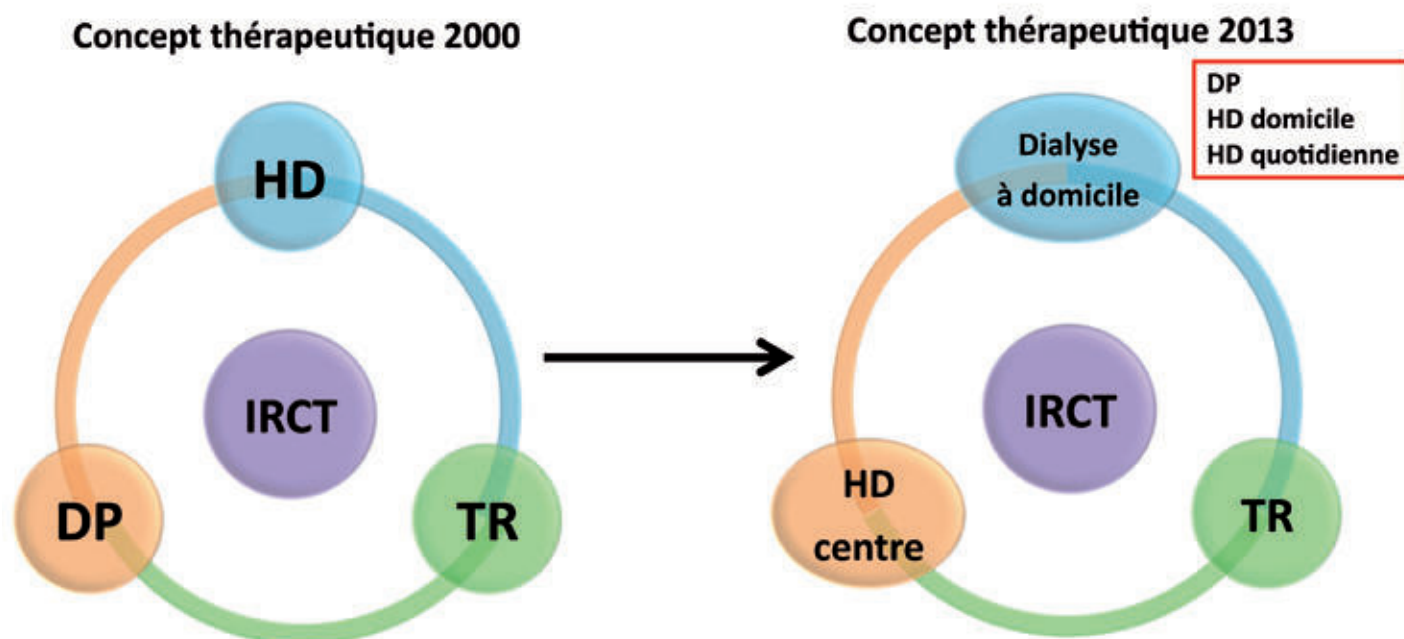 Concept thérapeutique 2000
HD
IRCT
DP
TR
Concept thérapeutique 2013
DP
HD domicile
HD quotidienne
Dialyse
à domicile
IRCT
HD
centre
TR